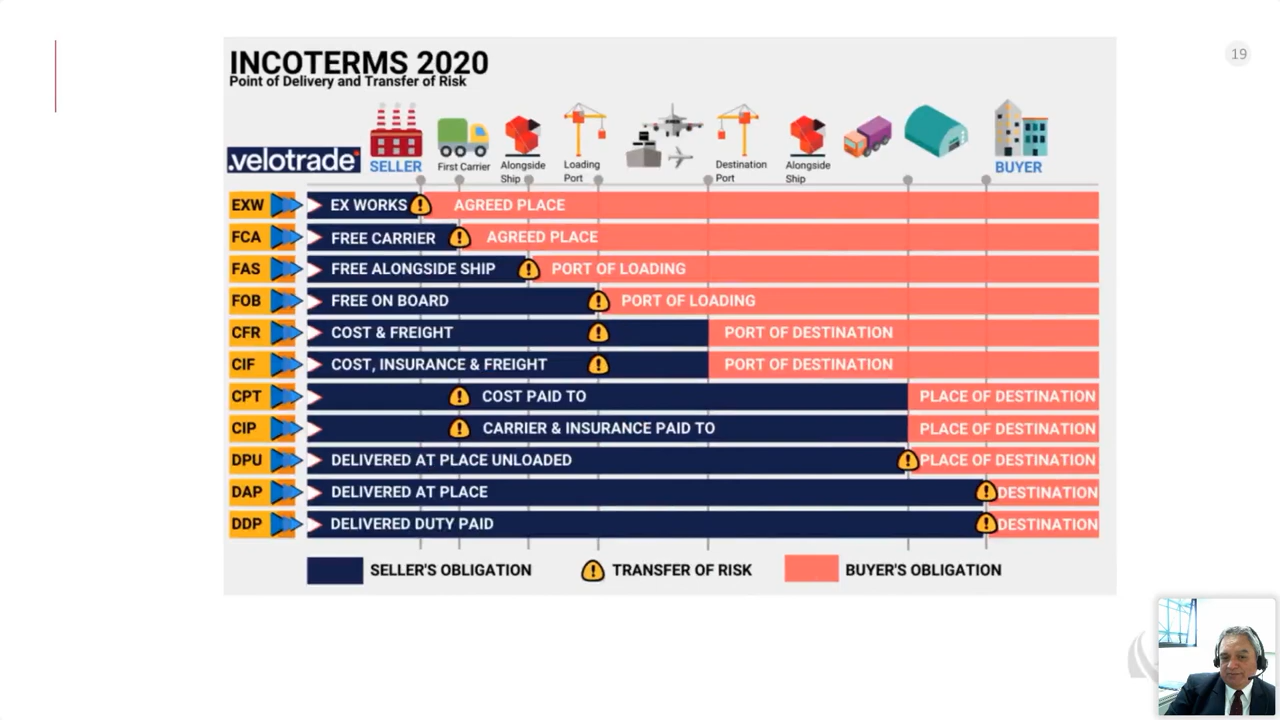 19
INCOTERMS 2020
Point of Delivery and Transfer of Risk
.velotrade
SELLER
First Carrier
Alongside
Ship
Loading
Port
Destination
Port
Alongside
Ship
BUYER
EXW EX WORKS AGREED PLACE
FCA FREE CARRIER AGREED PLACE
FAS FREE ALONGSIDE SHIP PORT OF LOADING
FOB FREE ON BOARD PORT OF LOADING
CFR COST & FREIGHT PORT OF DESTINATION
CIF COST, INSURANCE & FREIGHT PORT OF DESTINATION
CPT COST PAID TO PLACE OF DESTINATION
CIP CARRIER & INSURANCE PAID TO PLACE OF DESTINATION
DPU DELIVERED AT PLACE UNLOADED PLACE OF DESTINATION
DAP DELIVERED AT PLACE DESTINATION
DDP DELIVERED DUTY PAID DESTINATION
SELLER'S OBLIGATION TRANSFER OF RISK BUYER'S OBLIGATION